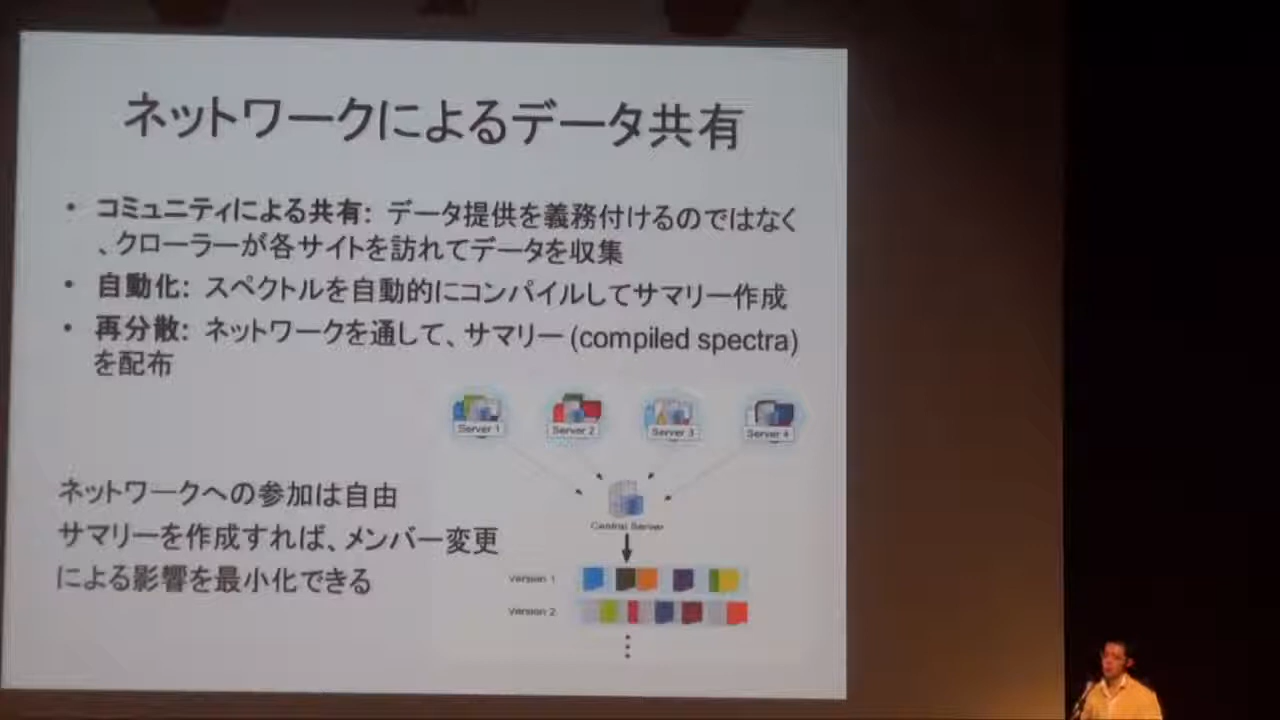 ネットワークによるデータ共有
• コミュニティによる共有: データ提供を義務付けるのではなく
、クローラーが各サイトを訪れてデータを収集
• 自動化: スペクトルを自動的にコンパイルしてサマリー作成
• 再分散: ネットワークを通して、サマリー (compiled spectra)
を配布
Server 1
Server 2
Server 3
Server 4
Central Server
ネットワークへの参加は自由
サマリーを作成すれば、メンバー変更
による影響を最小化できる
Version 1
Version 2